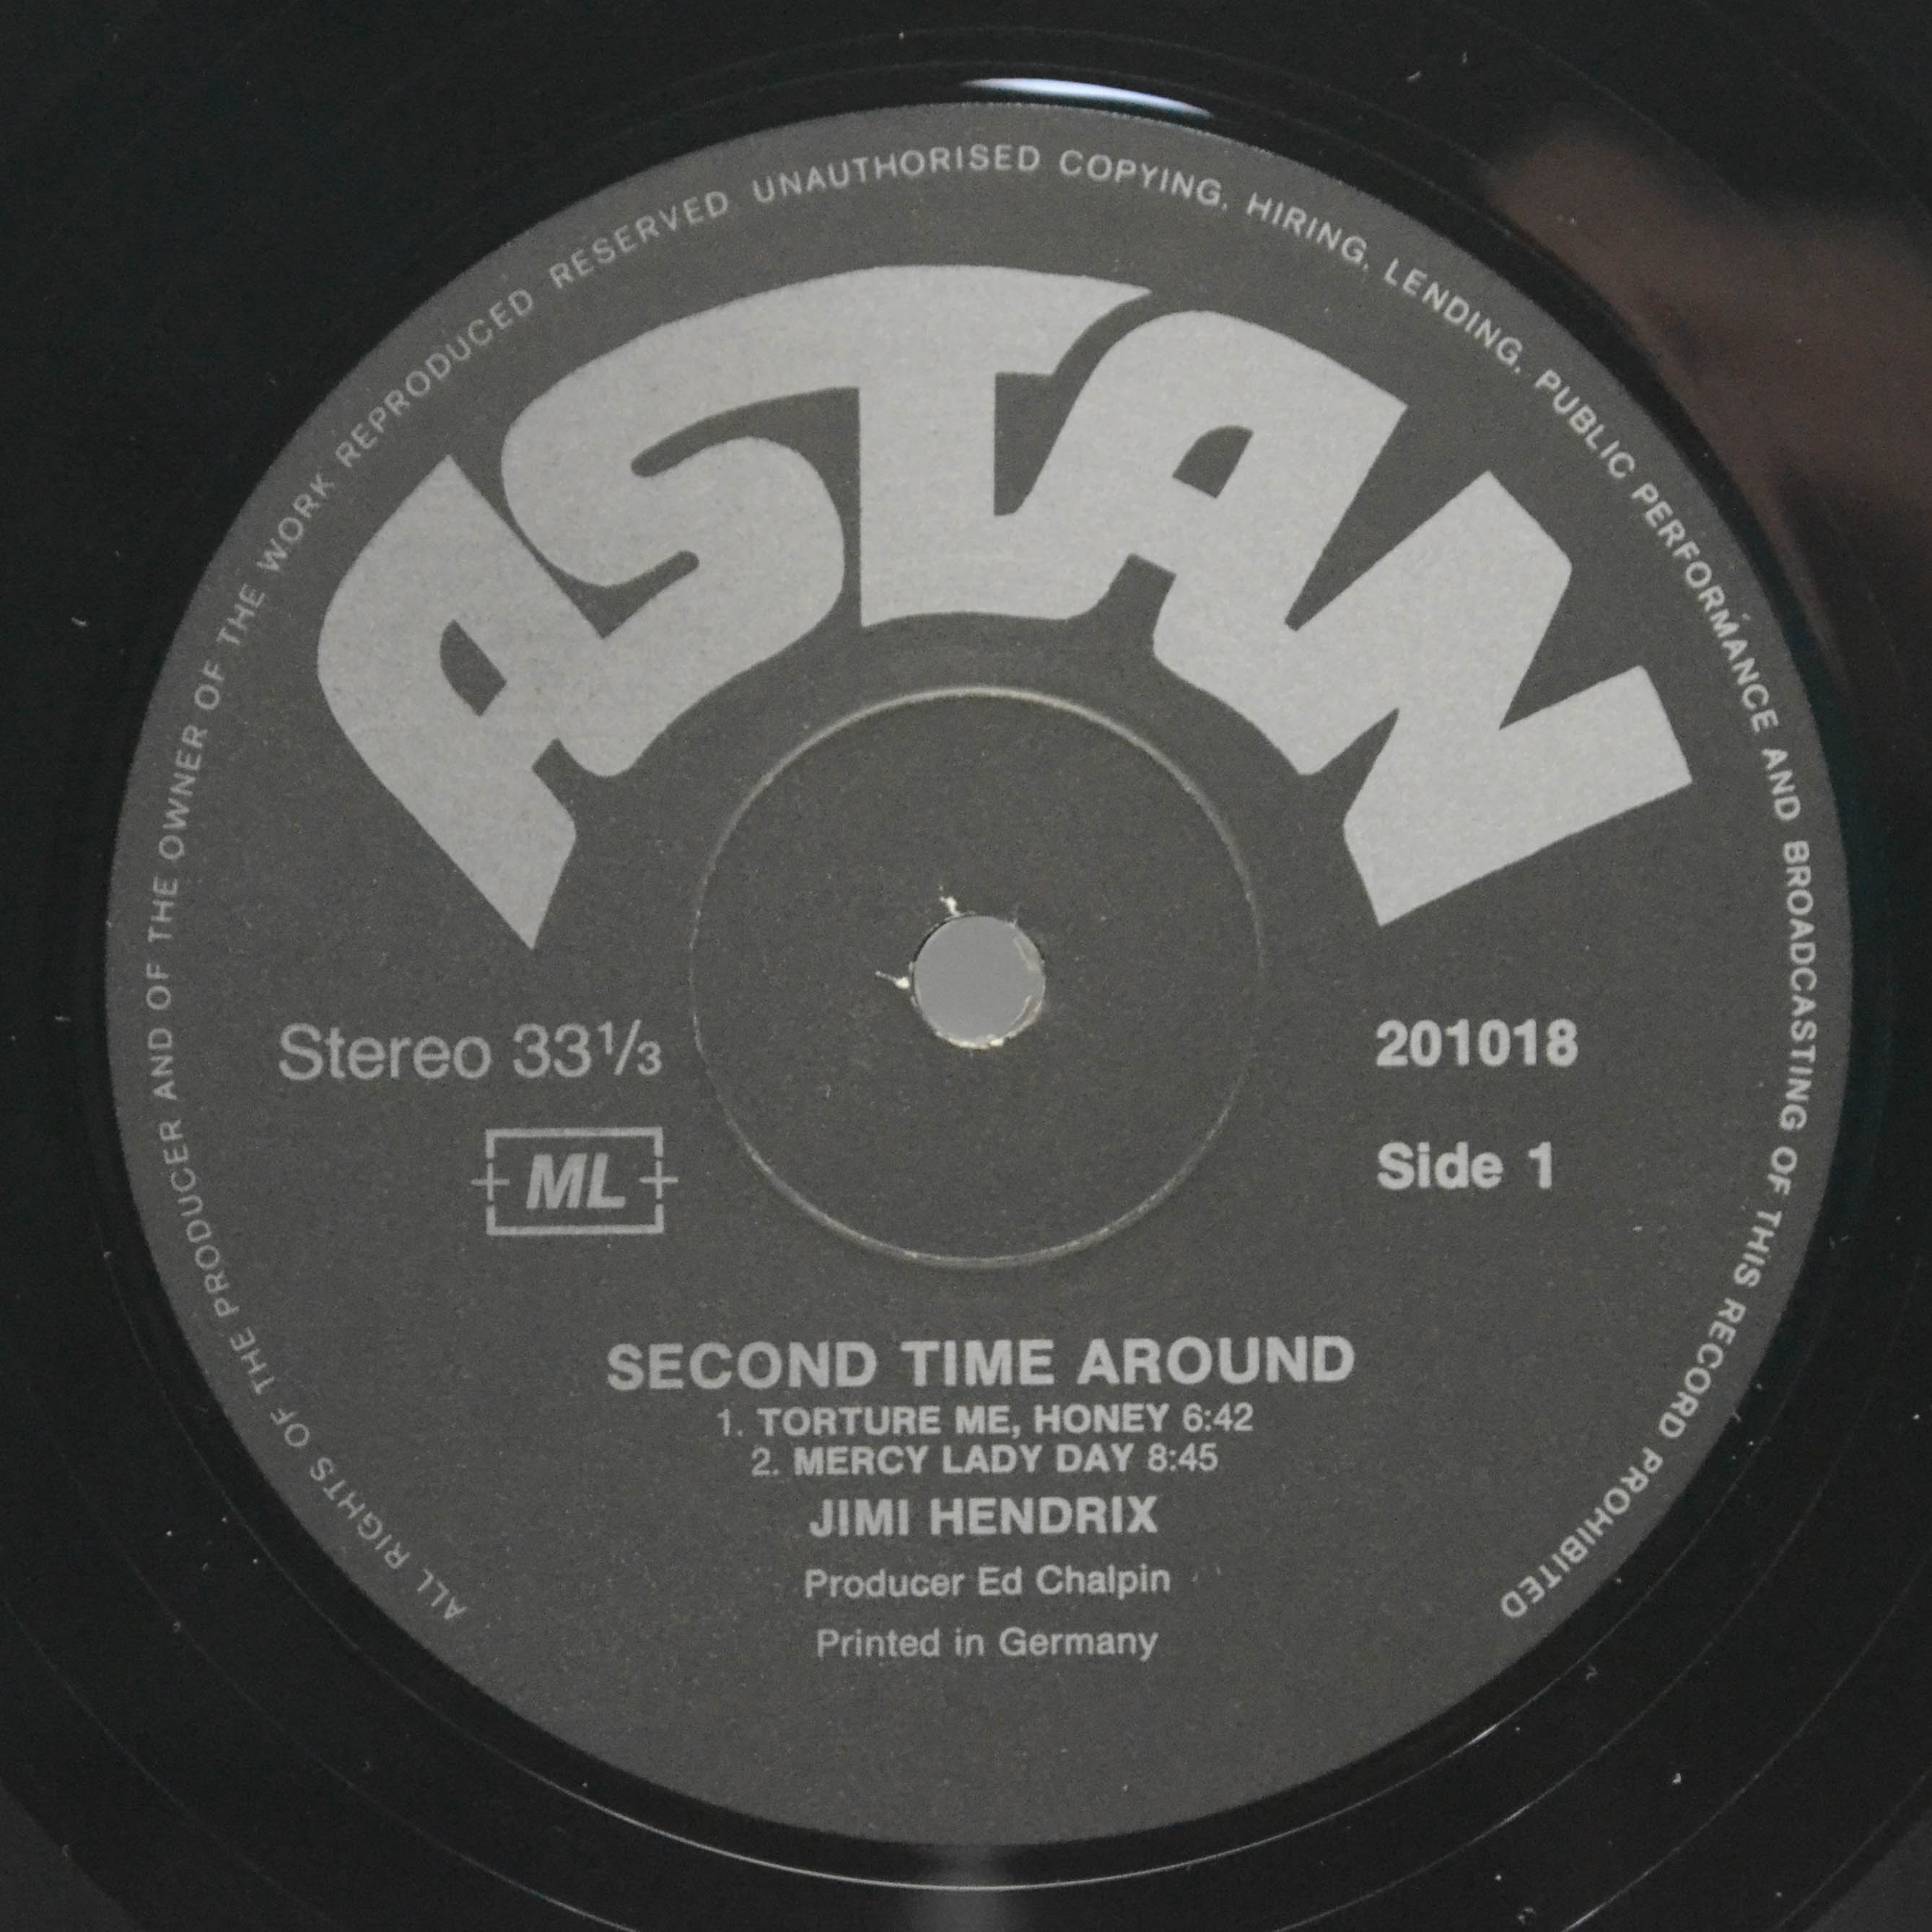 ALL RIGHTS OF THE PRODUCER AND OF THE OWNER OF THE WORK REPRODUCED RESERVED UNAUTHORISED COPYING, HIRING, LENDING, PUBLIC PERFORMANCE AND BROADCASTING OF THIS RECORD PROHIBITED
ASTAN
Stereo 33⅓
201018
ML
Side 1
SECOND TIME AROUND
1. TORTURE ME, HONEY 6:42
2. MERCY LADY DAY 8:45
JIMI HENDRIX
Producer Ed Chalpin
Printed in Germany